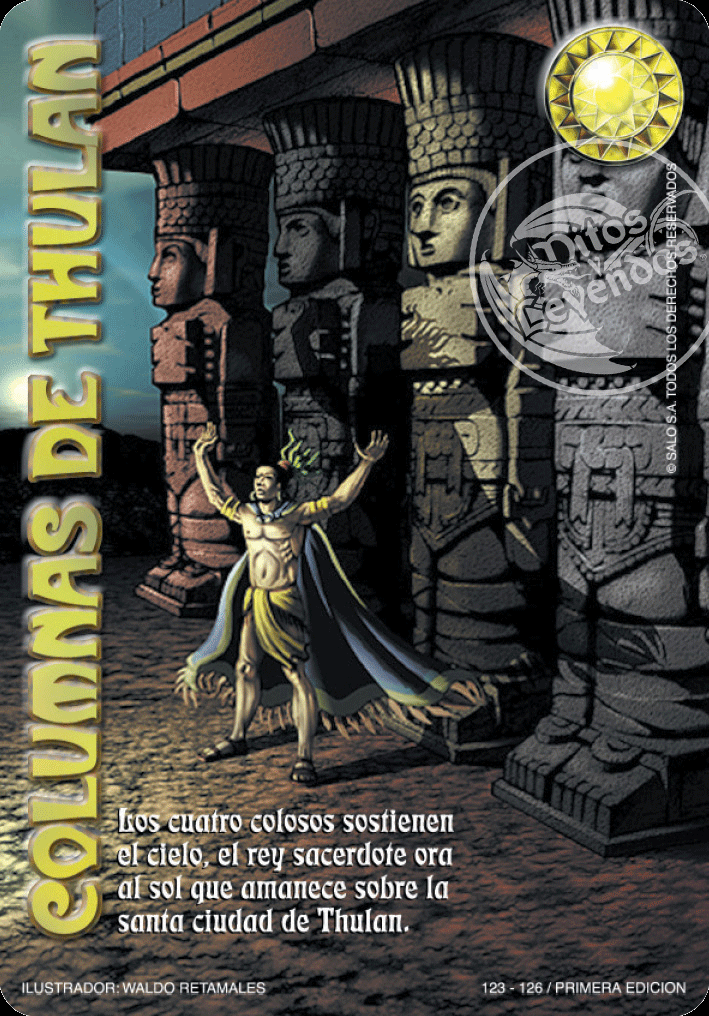 COLUMNAS DE THULAN
Mitos y
Leyendas
© SALO S.A. TODOS LOS DERECHOS RESERVADOS
Los cuatro colosos sostienen
el cielo, el rey sacerdote ora
al sol que amanece sobre la
santa ciudad de Thulan.
ILUSTRADOR: WALDO RETAMALES
123 - 126 / PRIMERA EDICION